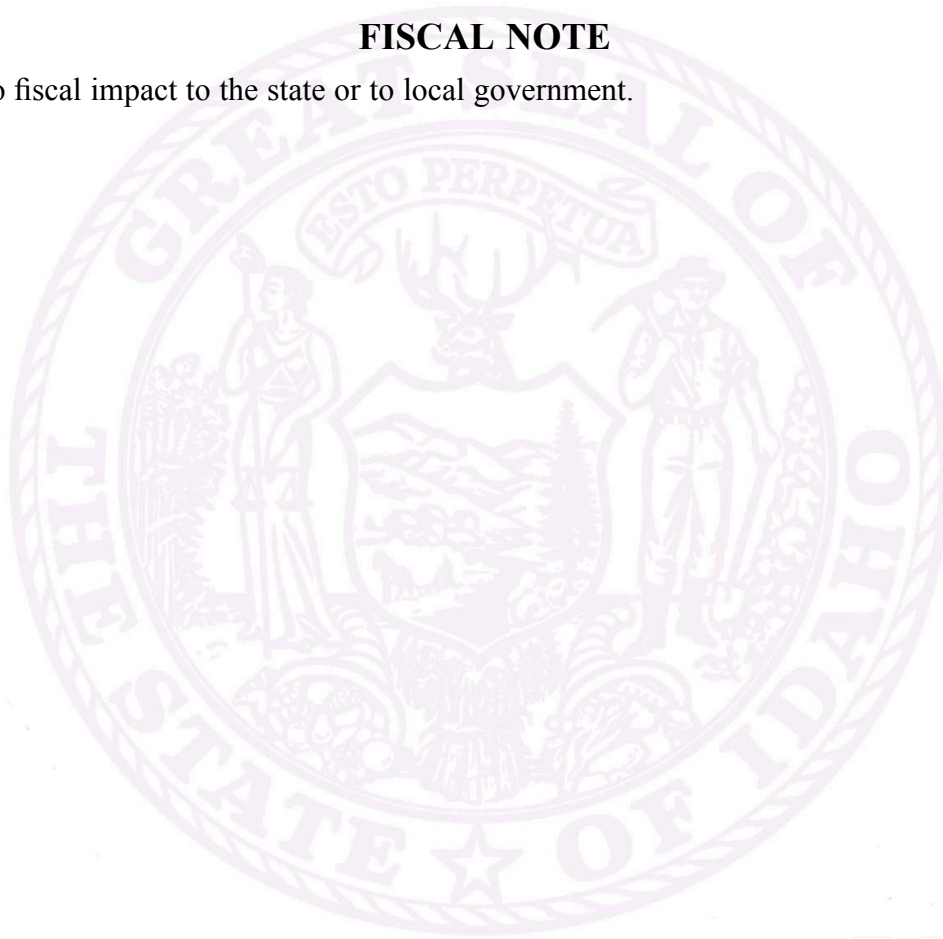 FISCAL NOTE
o fiscal impact to the state or to local government.
GREAT SEAL OF
ESTO PERPETUA
THE STATE OF IDAHO